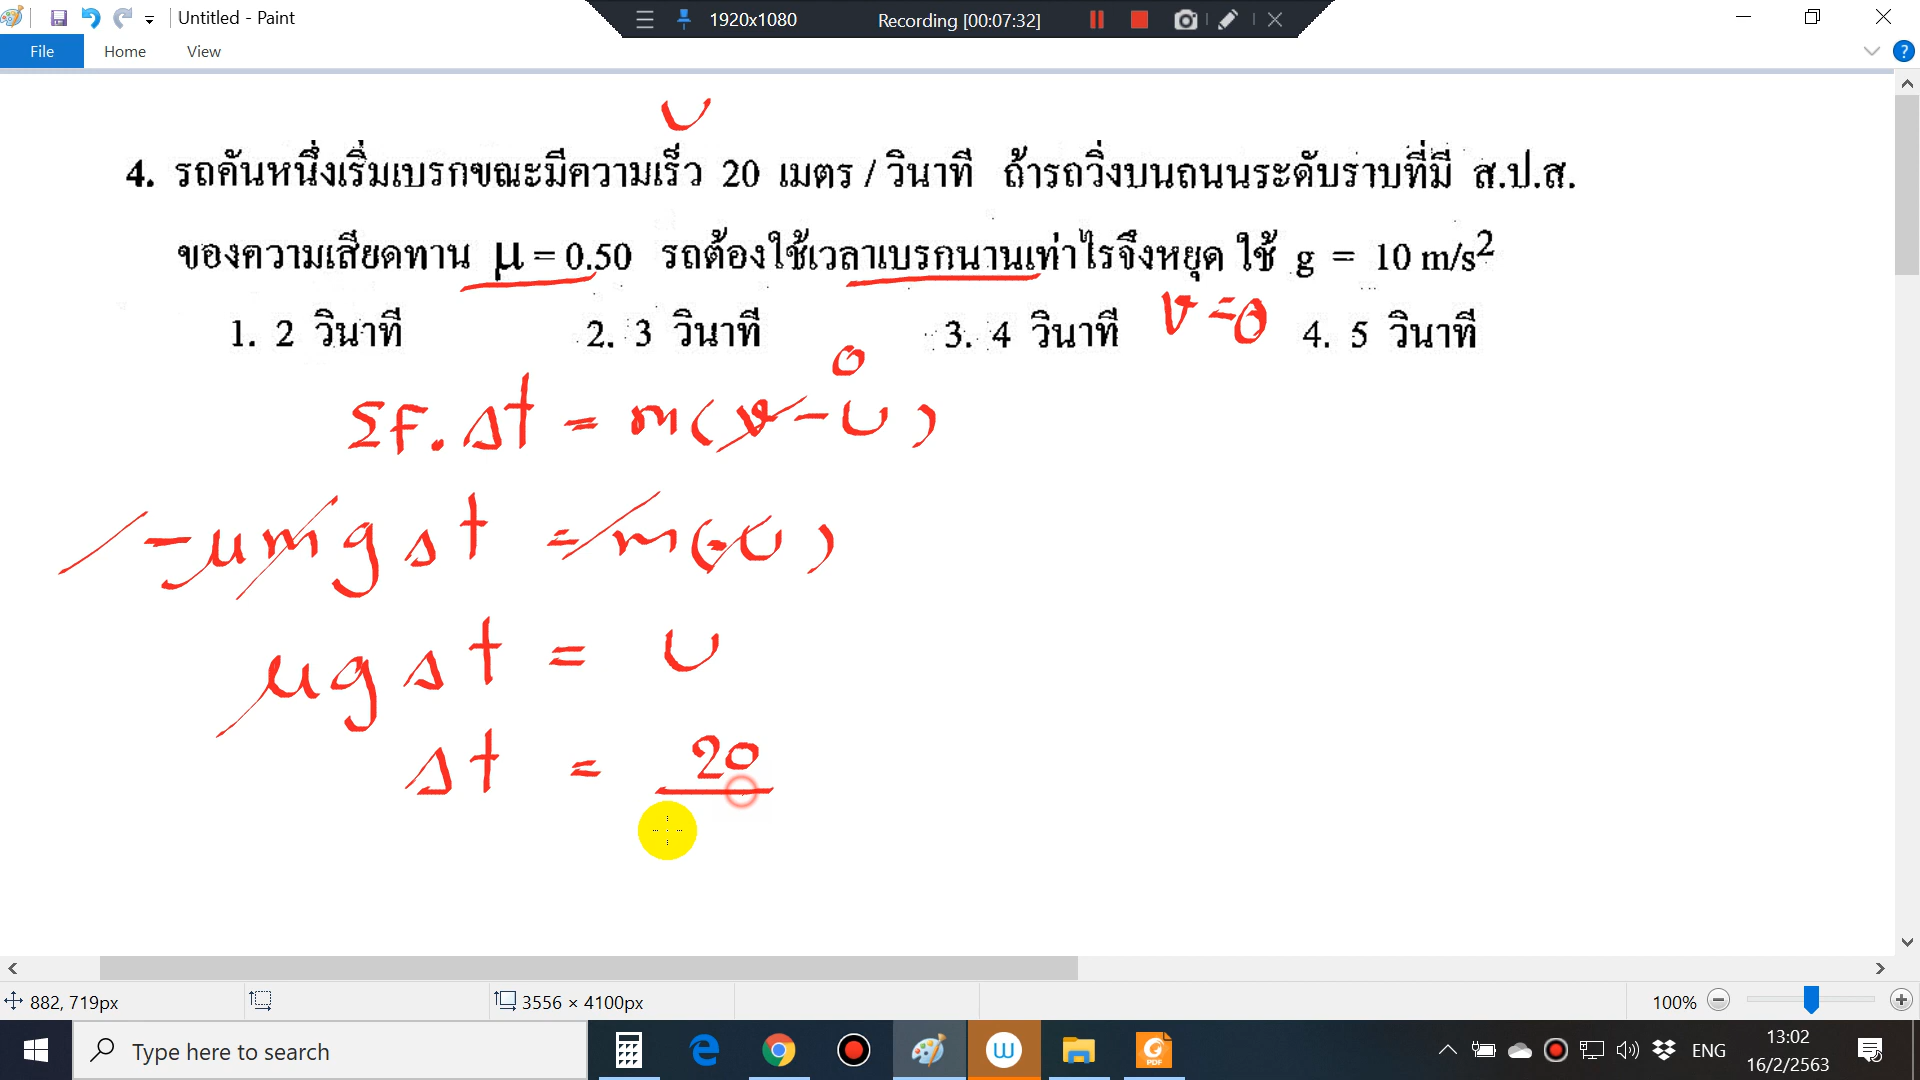 Untitled - Paint
1920x1080
Recording [00:07:32]
File
Home
View
U
4. รถคันหนึ่งเริ่มเบรกขณะมีความเร็ว 20 เมตร / วินาที ถ้ารถวิ่งบนถนนระดับราบที่มี ส.ป.ส.
ของความเสียดทาน μ = 0.50 รถต้องใช้เวลาเบรกนานเท่าไรจึงหยุด ใช้ g = 10 m/s²
v = 0
1. 2 วินาที 2. 3 วินาที 3. 4 วินาที 4. 5 วินาที
0
ΣF. Δt = m(v - U)
-μmg Δt = m(-U)
μg Δt = U
Δt = 20
882, 719px
3556 × 4100px
100%
Type here to search
ENG
13:02
16/2/2563